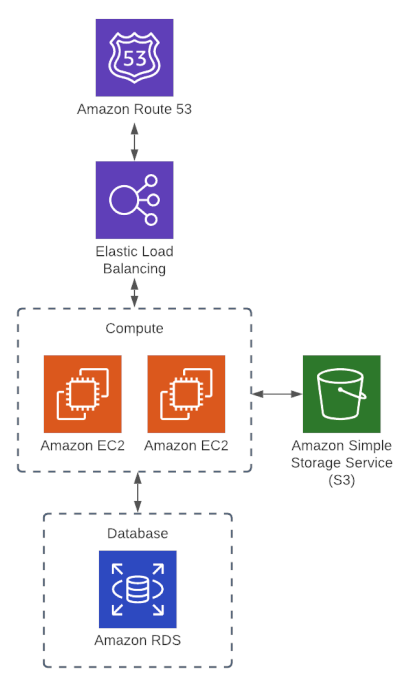 53
Amazon Route 53
Elastic Load
Balancing
Compute
Amazon EC2
Amazon EC2
Amazon Simple
Storage Service
(S3)
Database
Amazon RDS